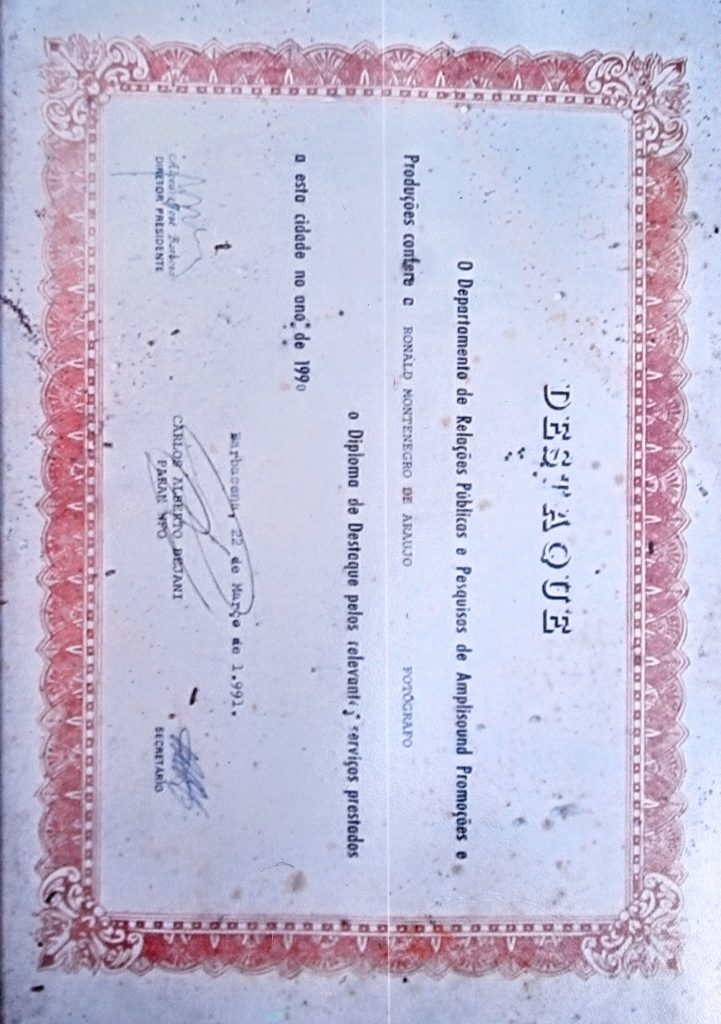 DESTAQUE
O Departamento de Relações Públicas e Pesquisas de Amplisound Promoções e
Produções confere a RONALD MONTENEGRO DE ARAUJO - FOTÓGRAFO
o Diploma de Destaque pelos relevantes serviços prestados
a esta cidade no ano de 1990
Barbacena, 22 de Março de 1.991.
DIRETOR PRESIDENTE
CARLOS ALBERTO BEJANI
SECRETÁRIO